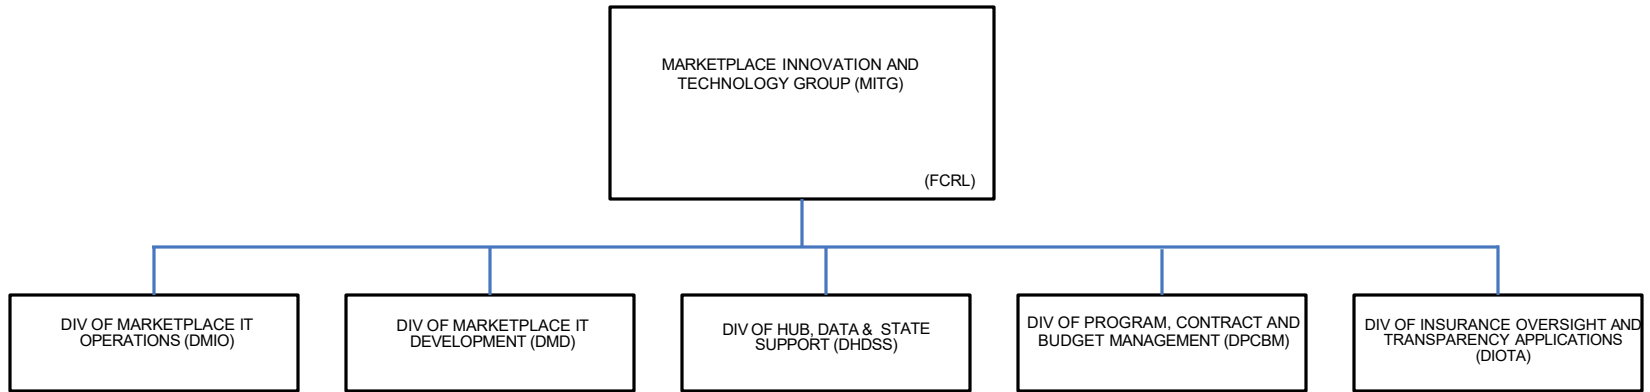 MARKETPLACE INNOVATION AND
TECHNOLOGY GROUP (MITG)
(FCRL)
DIV OF MARKETPLACE IT
OPERATIONS (DMIO)
DIV OF MARKETPLACE IT
DEVELOPMENT (DMD)
DIV OF HUB, DATA & STATE
SUPPORT (DHDSS)
DIV OF PROGRAM, CONTRACT AND
BUDGET MANAGEMENT (DPCBM)
DIV OF INSURANCE OVERSIGHT AND
TRANSPARENCY APPLICATIONS
(DIOTA)